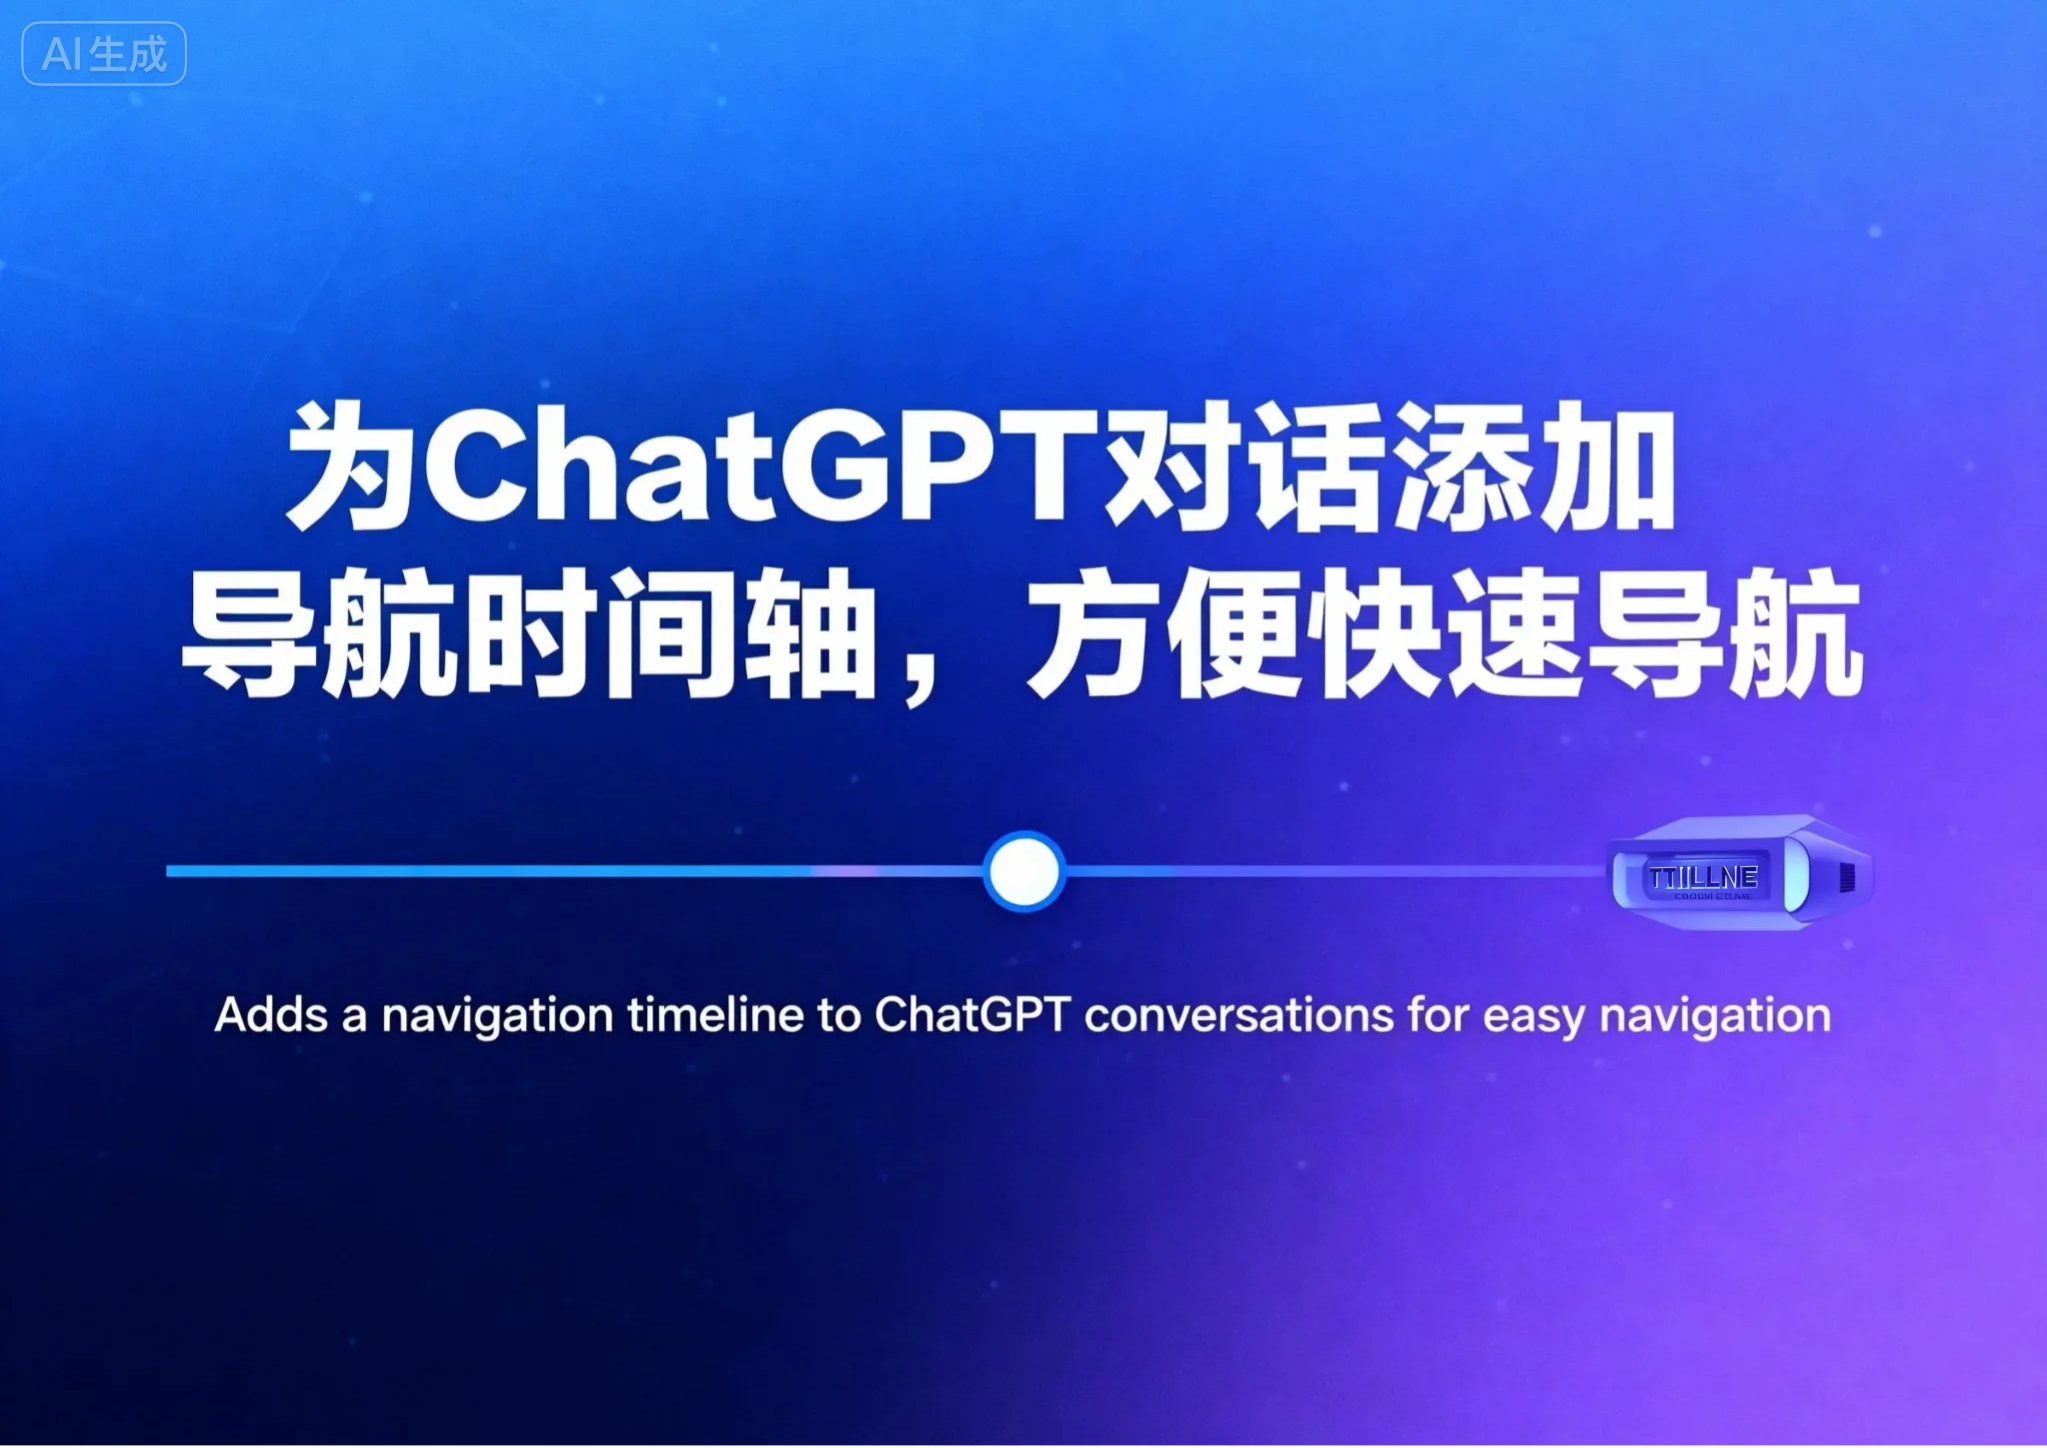 AI生成
为ChatGPT对话添加
导航时间轴，方便快速导航
TTIILLNE
Adds a navigation timeline to ChatGPT conversations for easy navigation